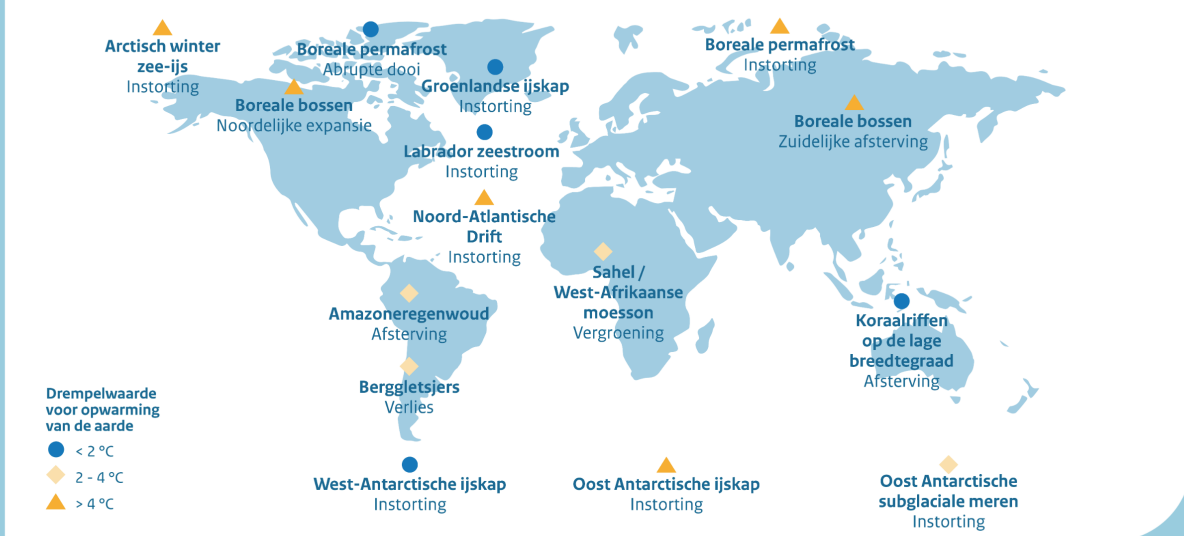 Arctisch winter
zee-ijs
Instorting
Boreale permafrost
Abrupte dooi
Groenlandse ijskap
Instorting
Boreale permafrost
Instorting
Boreale bossen
Noordelijke expansie
Boreale bossen
Zuidelijke afsterving
Labrador zeestroom
Instorting
Noord-Atlantische
Drift
Instorting
Sahel /
West-Afrikaanse
moesson
Vergroening
Amazoneregenwoud
Afsterving
Koraalriffen
op de lage
breedtegraad
Afsterving
Berggletsjers
Verlies
Drempelwaarde
voor opwarming
van de aarde
< 2 °C
2 - 4 °C
> 4 °C
West-Antarctische ijskap
Instorting
Oost Antarctische ijskap
Instorting
Oost Antarctische
subglaciale meren
Instorting